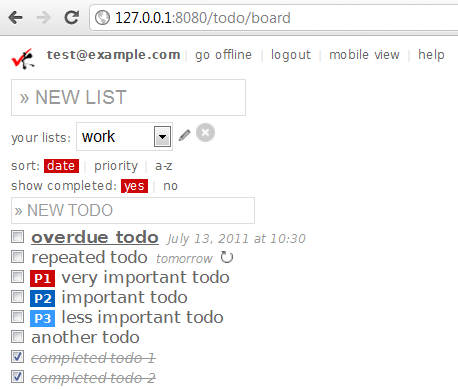 127.0.0.1:8080/todo/board
test@example.com | go offline | logout | mobile view | help
» NEW LIST
your lists: work
sort: date | priority | a-z
show completed: yes | no
» NEW TODO
overdue todo July 13, 2011 at 10:30
repeated todo tomorrow
P1 very important todo
P2 important todo
P3 less important todo
another todo
completed todo 1
completed todo 2